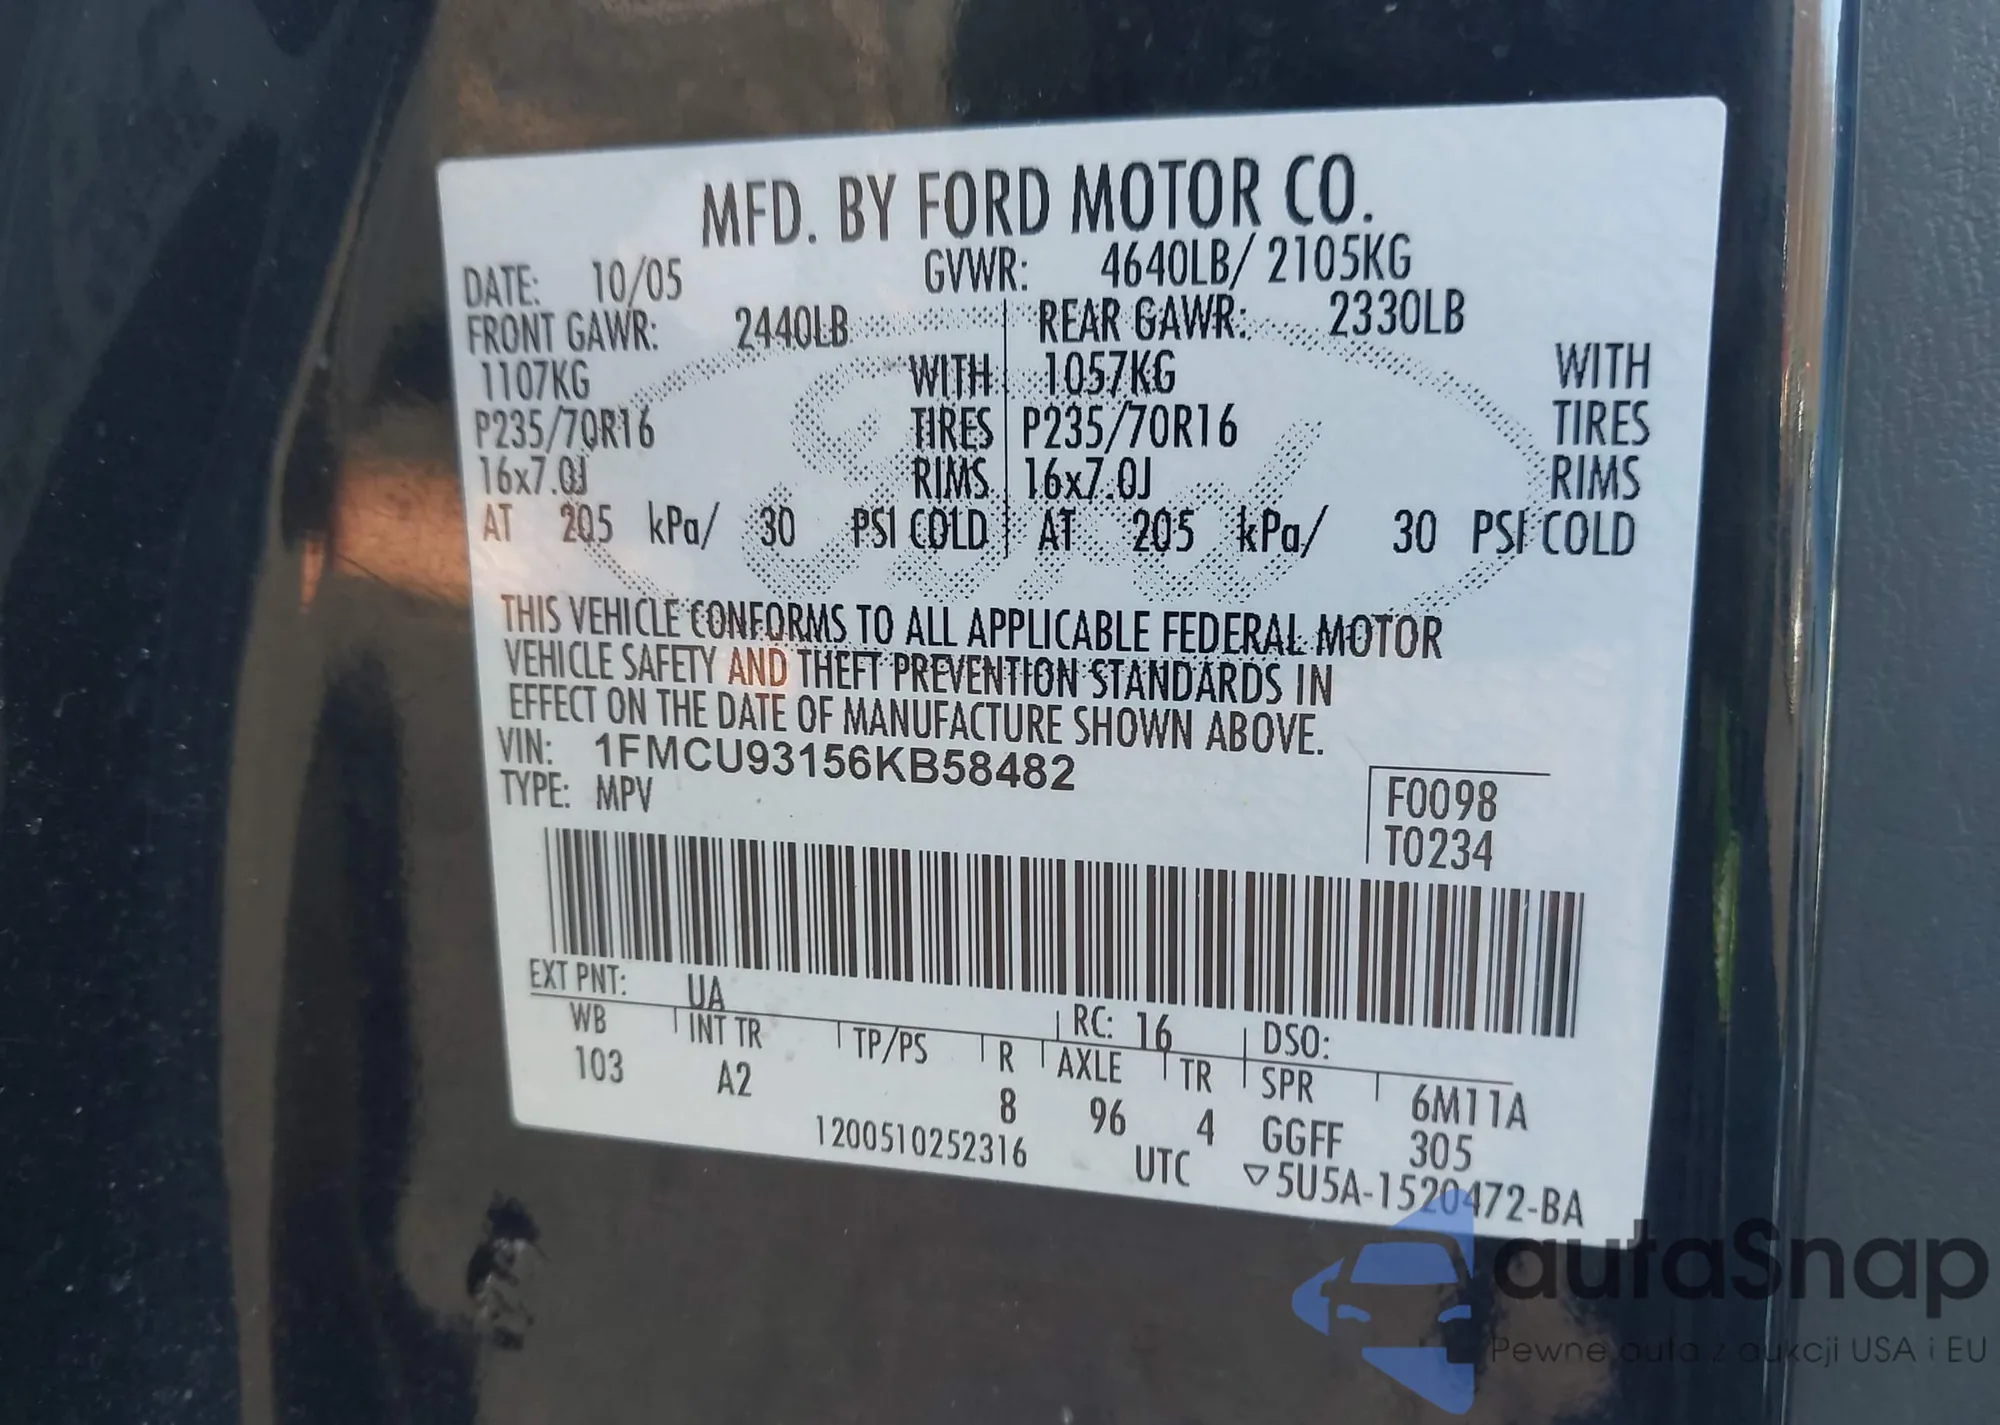 MFD. BY FORD MOTOR CO.
DATE: 10/05 GVWR: 4640LB/ 2105KG
FRONT GAWR: 2440LB REAR GAWR: 2330LB
1107KG WITH 1057KG WITH
P235/70R16 TIRES P235/70R16 TIRES
16x7.0J RIMS 16x7.0J RIMS
AT 205 kPa/ 30 PSI COLD AT 205 kPa/ 30 PSI COLD
THIS VEHICLE CONFORMS TO ALL APPLICABLE FEDERAL MOTOR
VEHICLE SAFETY AND THEFT PREVENTION STANDARDS IN
EFFECT ON THE DATE OF MANUFACTURE SHOWN ABOVE.
VIN: 1FMCU93156KB58482
TYPE: MPV
F0098
T0234
EXT PNT: UA RC: 16 DSO:
WB INT TR TP/PS R AXLE TR SPR 6M11A
103 A2 8 96 4 GGFF 305
1200510252316 UTC ▽5U5A-1520472-BA
autaSnap
Pewne auta z aukcji USA i EU